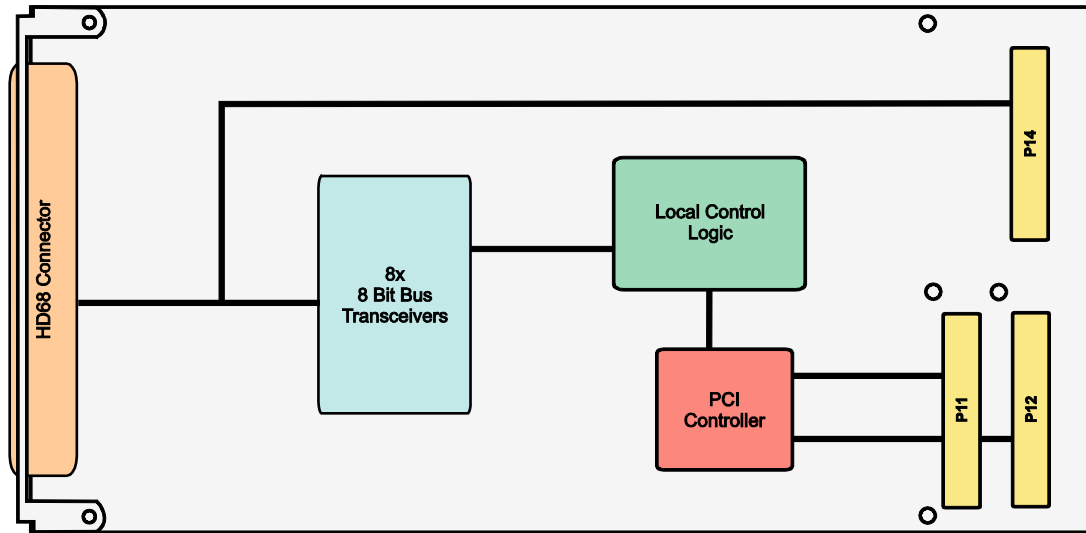 HD68 Connector
8x
8 Bit Bus
Transceivers
Local Control
Logic
PCI
Controller
P14
P11
P12